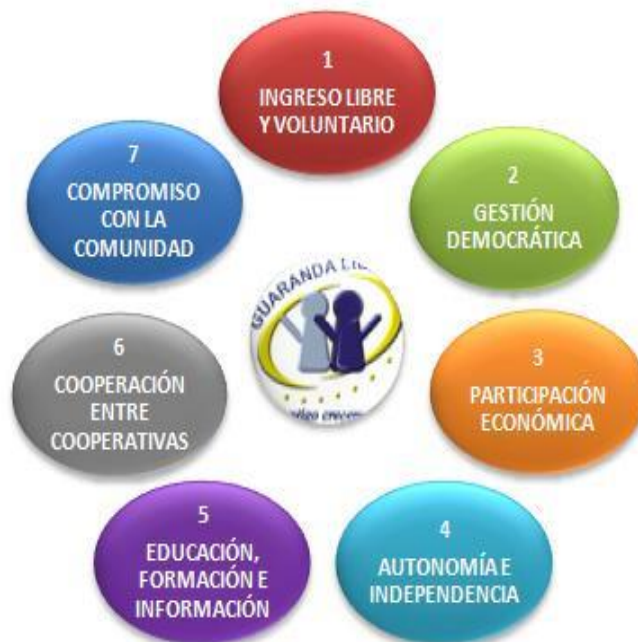 1
INGRESO LIBRE
Y VOLUNTARIO
2
GESTIÓN
DEMOCRÁTICA
3
PARTICIPACIÓN
ECONÓMICA
4
AUTONOMÍA E
INDEPENDENCIA
5
EDUCACIÓN,
FORMACIÓN E
INFORMACIÓN
6
COOPERACIÓN
ENTRE
COOPERATIVAS
7
COMPROMISO
CON LA
COMUNIDAD
GUARANDA